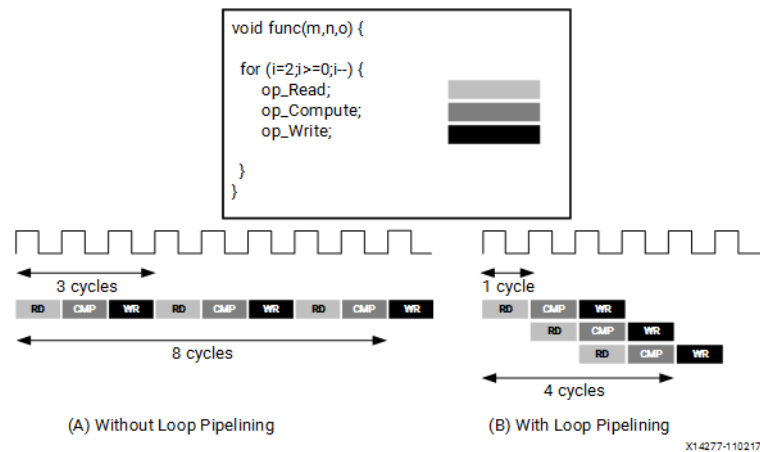 void func(m,n,o) {
for (i=2;i>=0;i--) {
op_Read;
op_Compute;
op_Write;
}
}
3 cycles
1 cycle
RD CMP WR RD CMP WR RD CMP WR
RD CMP WR
RD CMP WR
RD CMP WR
8 cycles
4 cycles
(A) Without Loop Pipelining
(B) With Loop Pipelining
X14277-110217